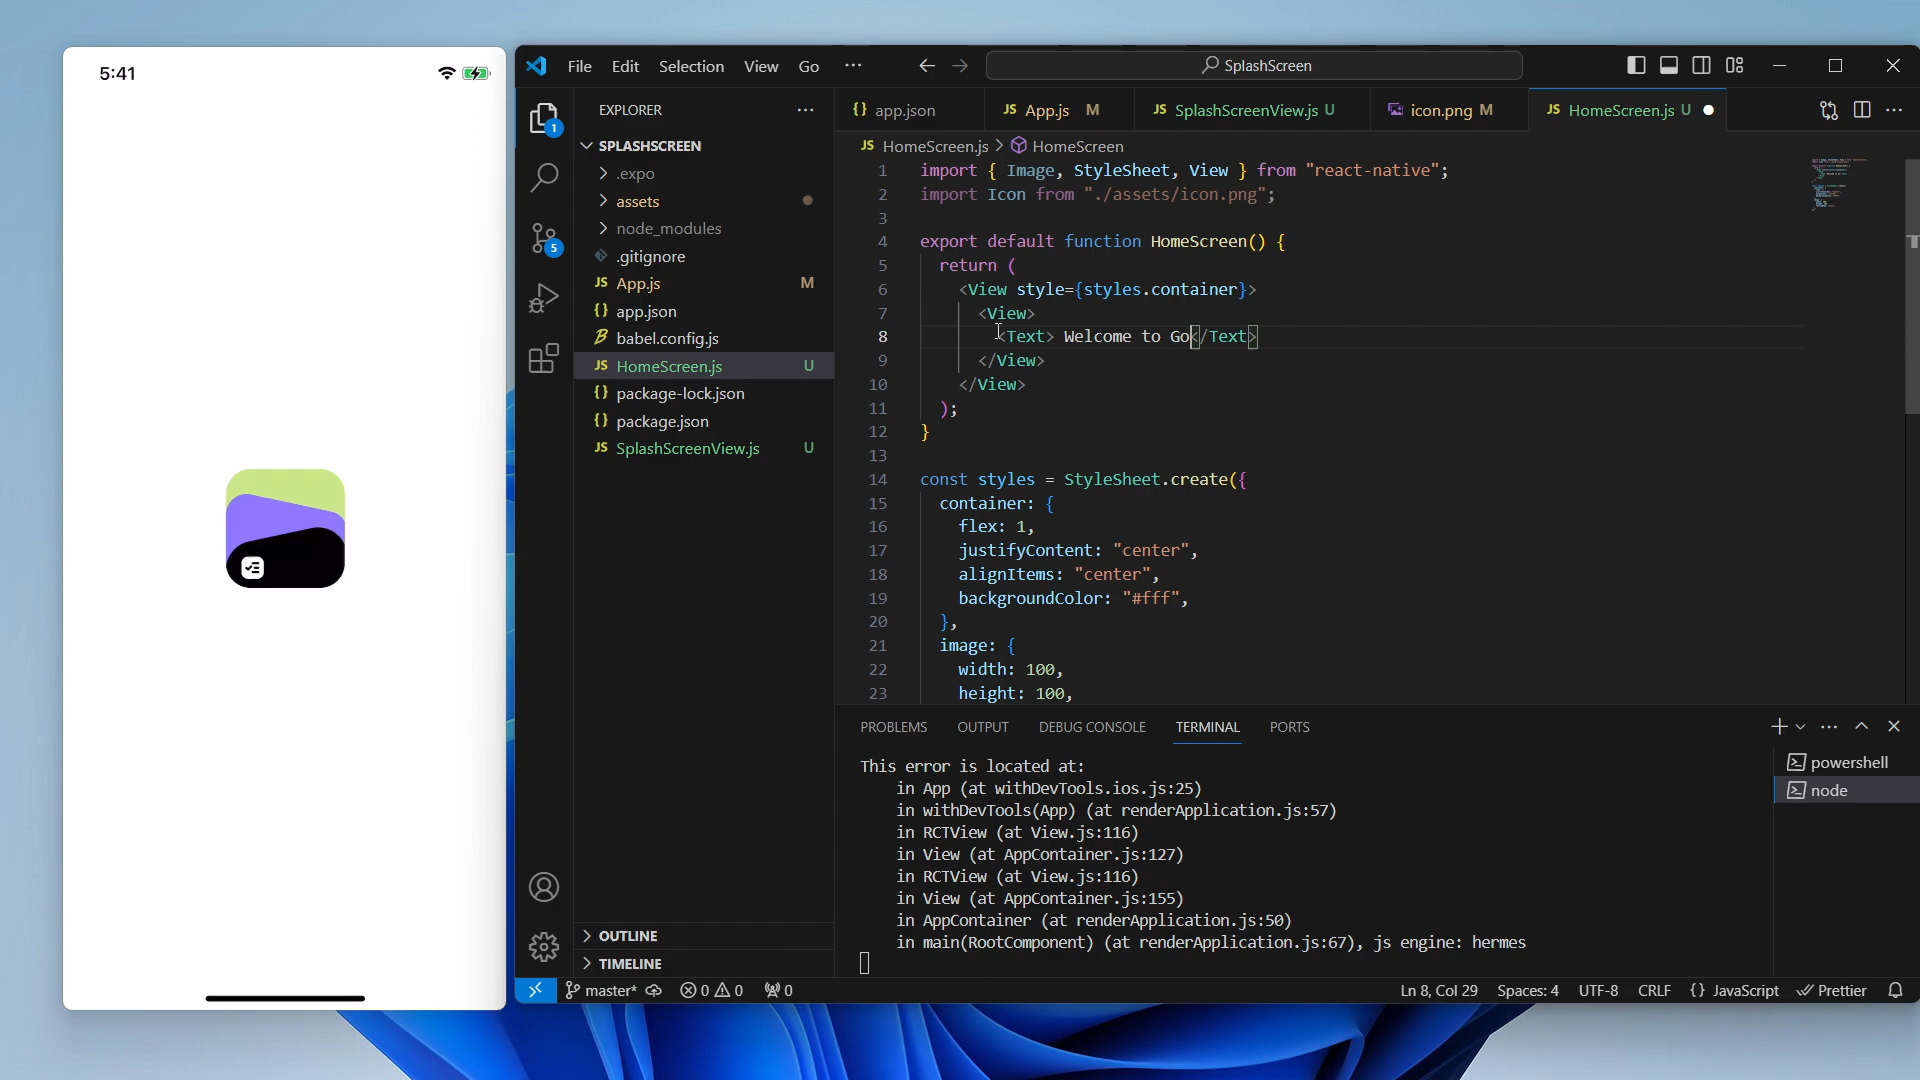 5:41
File Edit Selection View Go ···
SplashScreen
EXPLORER
SPLASHSCREEN
.expo
assets
node_modules
.gitignore
JS App.js M
{} app.json
babel.config.js
JS HomeScreen.js U
{} package-lock.json
{} package.json
JS SplashScreenView.js U
OUTLINE
TIMELINE
1
5
{} app.json
JS App.js M
JS SplashScreenView.js U
icon.png M
JS HomeScreen.js U
JS HomeScreen.js > HomeScreen
1 import { Image, StyleSheet, View } from "react-native";
2 import Icon from "./assets/icon.png";
3
4 export default function HomeScreen() {
5 return (
6 <View style={styles.container}>
7 <View>
8 <Text> Welcome to Go</Text>
9 </View>
10 </View>
11 );
12 }
13
14 const styles = StyleSheet.create({
15 container: {
16 flex: 1,
17 justifyContent: "center",
18 alignItems: "center",
19 backgroundColor: "#fff",
20 },
21 image: {
22 width: 100,
23 height: 100,
PROBLEMS OUTPUT DEBUG CONSOLE TERMINAL PORTS
This error is located at:
in App (at withDevTools.ios.js:25)
in withDevTools(App) (at renderApplication.js:57)
in RCTView (at View.js:116)
in View (at AppContainer.js:127)
in RCTView (at View.js:116)
in View (at AppContainer.js:155)
in AppContainer (at renderApplication.js:50)
in main(RootComponent) (at renderApplication.js:67), js engine: hermes
powershell
node
master* 0 0 0 Ln 8, Col 29 Spaces: 4 UTF-8 CRLF {} JavaScript Prettier